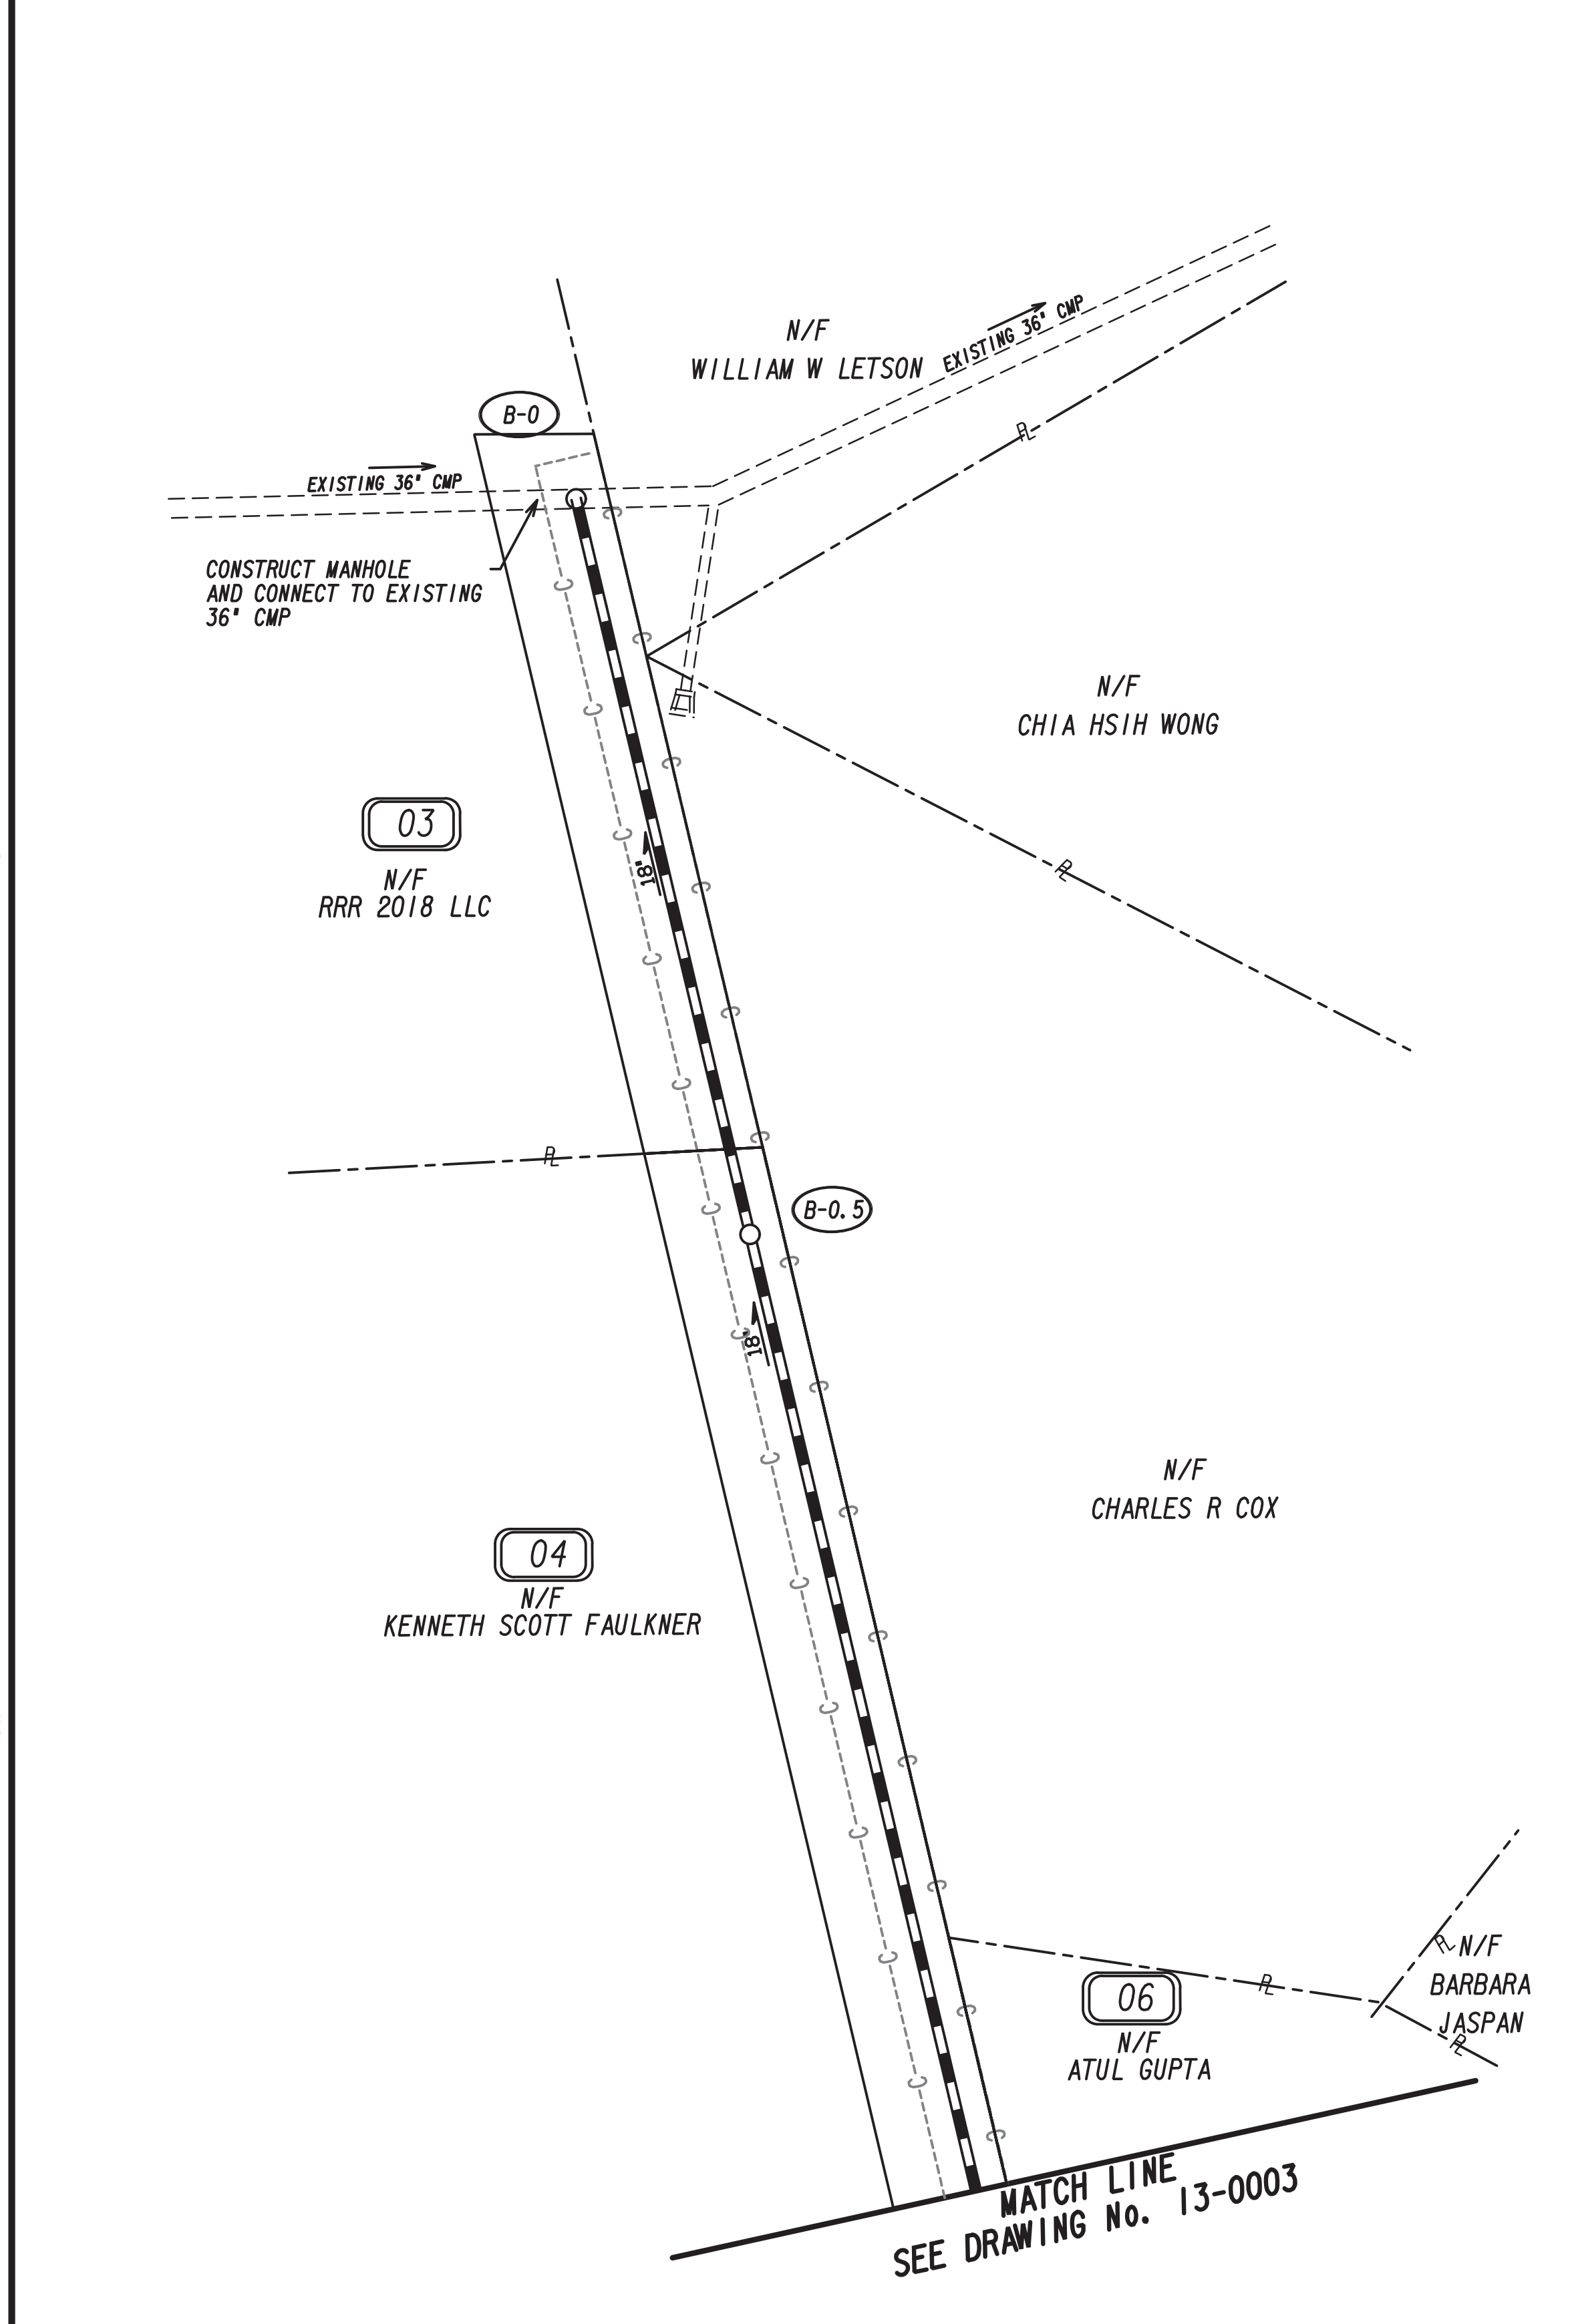 N/F
WILLIAM W LETSON
EXISTING 36" CMP
B-0
EXISTING 36" CMP
CONSTRUCT MANHOLE
AND CONNECT TO EXISTING
36" CMP
PL
N/F
CHIA HSIH WONG
03
N/F
RRR 2018 LLC
18"
PL
PL
B-0.5
18"
N/F
CHARLES R COX
04
N/F
KENNETH SCOTT FAULKNER
PL
N/F
BARBARA
JASPAN
PL
PL
06
N/F
ATUL GUPTA
MATCH LINE
SEE DRAWING No. 13-0003